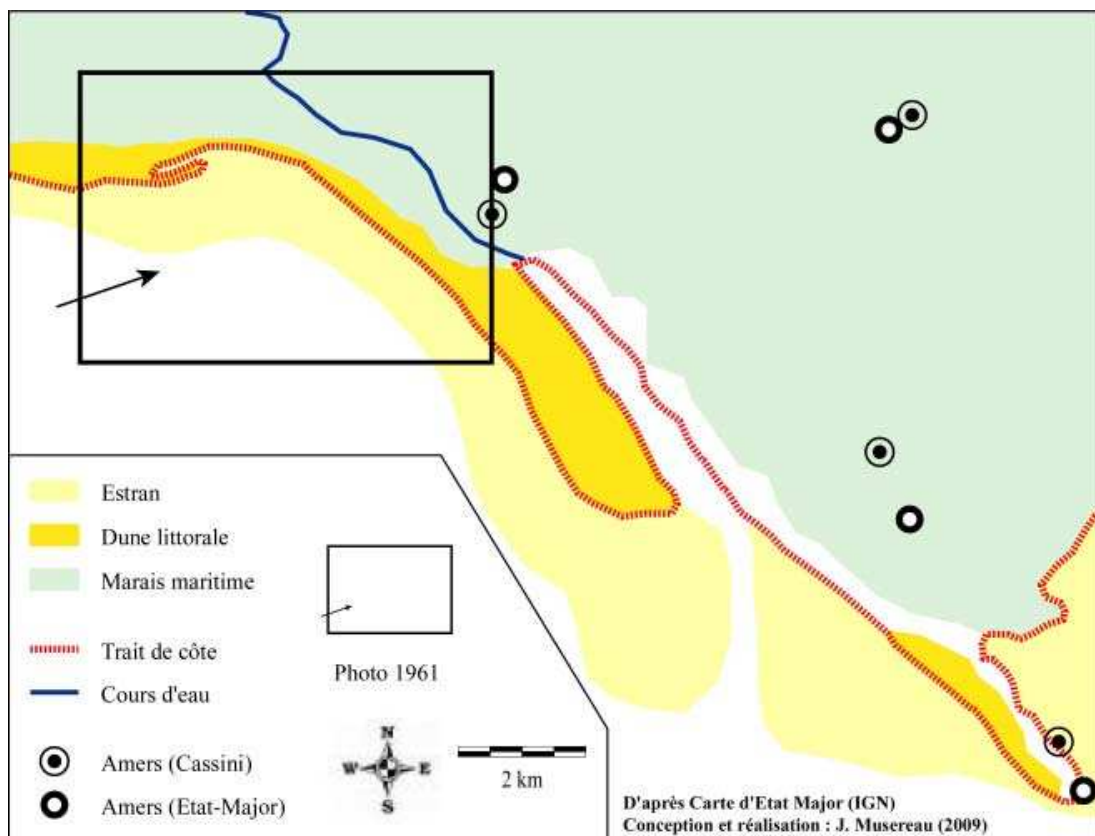 Estran
Dune littorale
Marais maritime
Trait de côte
Cours d'eau
Amers (Cassini)
Amers (Etat-Major)
Photo 1961
N
W E
S
2 km
D'après Carte d'Etat Major (IGN)
Conception et réalisation : J. Musereau (2009)